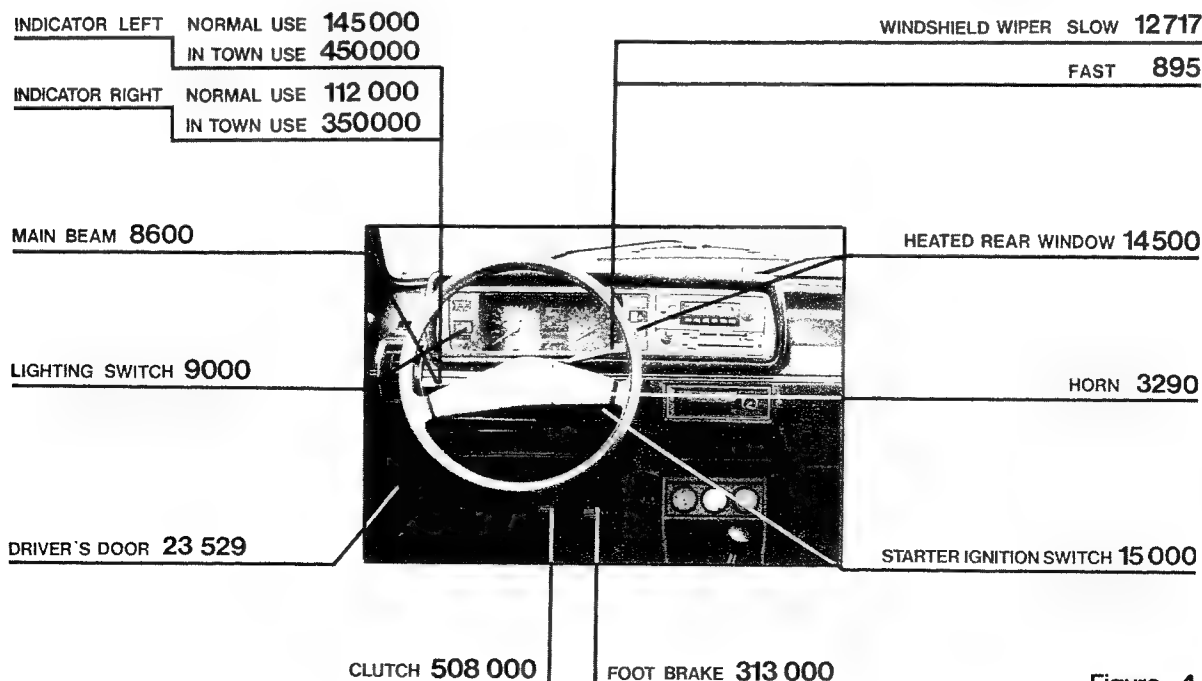 INDICATOR LEFT NORMAL USE 145000
IN TOWN USE 450000
INDICATOR RIGHT NORMAL USE 112 000
IN TOWN USE 350000
WINDSHIELD WIPER SLOW 12717
FAST 895
MAIN BEAM 8600
HEATED REAR WINDOW 14500
LIGHTING SWITCH 9000
HORN 3290
DRIVER'S DOOR 23 529
STARTER IGNITION SWITCH 15000
CLUTCH 508 000
FOOT BRAKE 313 000